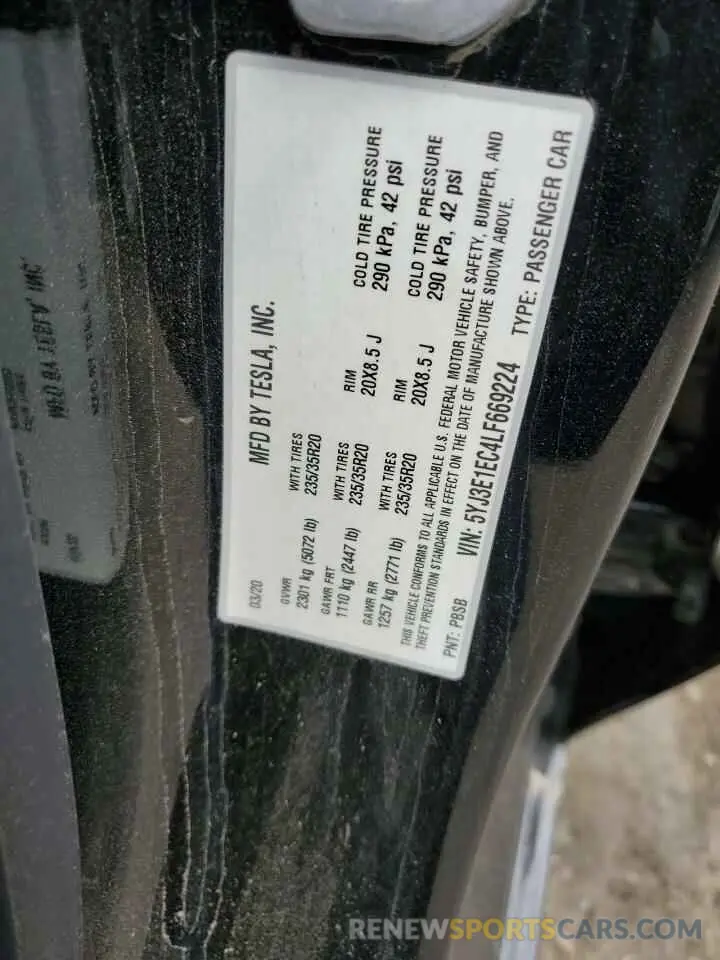 MFD BY TESLA, INC.
03/20
GVWR
2301 kg (5072 lb)
WITH TIRES
235/35R20
RIM
20X8.5 J
COLD TIRE PRESSURE
290 kPa, 42 psi
GAWR FRT
1110 kg (2447 lb)
WITH TIRES
235/35R20
GAWR RR
1257 kg (2771 lb)
WITH TIRES
235/35R20
RIM
20X8.5 J
COLD TIRE PRESSURE
290 kPa, 42 psi
THIS VEHICLE CONFORMS TO ALL APPLICABLE U.S. FEDERAL MOTOR VEHICLE SAFETY, BUMPER, AND
THEFT PREVENTION STANDARDS IN EFFECT ON THE DATE OF MANUFACTURE SHOWN ABOVE.
PNT: PBSB VIN: 5YJ3E1EC4LF669224 TYPE: PASSENGER CAR
RENEWSPORTSCARS.COM